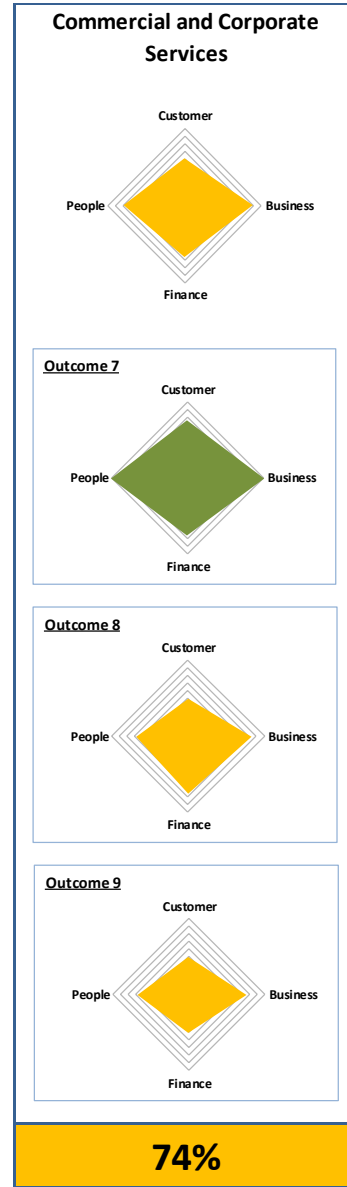 Commercial and Corporate
Services
Customer
People
Business
Finance
Outcome 7
Customer
People
Business
Finance
Outcome 8
Customer
People
Business
Finance
Outcome 9
Customer
People
Business
Finance
74%